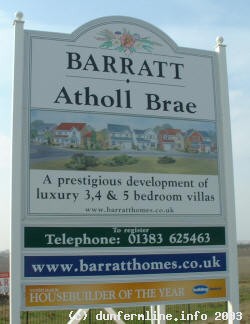 BARRATT
Atholl Brae
A prestigious development of
luxury 3,4 & 5 bedroom villas
www.barratthomes.co.uk
To register
Telephone: 01383 625463
www.barratthomes.co.uk
HOUSEBUILDER OF THE YEAR
(c) dunfermline.info 2003